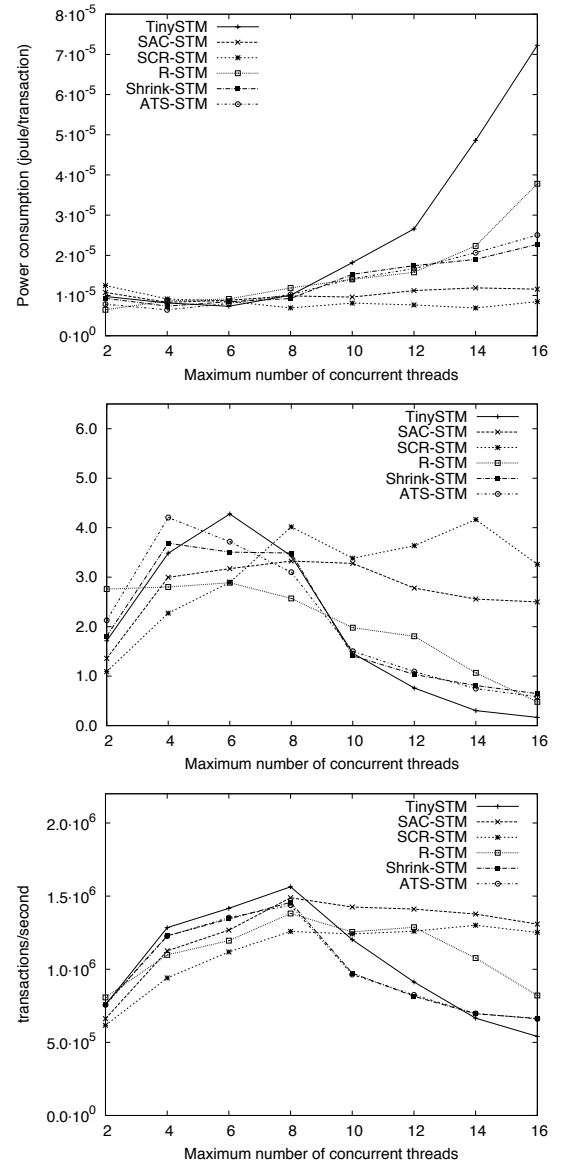 Power consumption (joule/transaction)
8·10⁻⁵
7·10⁻⁵
6·10⁻⁵
5·10⁻⁵
4·10⁻⁵
3·10⁻⁵
2·10⁻⁵
1·10⁻⁵
0·10⁰
TinySTM
SAC-STM
SCR-STM
R-STM
Shrink-STM
ATS-STM
2 4 6 8 10 12 14 16
Maximum number of concurrent threads
6.0
5.0
4.0
3.0
2.0
1.0
0.0
TinySTM
SAC-STM
SCR-STM
R-STM
Shrink-STM
ATS-STM
2 4 6 8 10 12 14 16
Maximum number of concurrent threads
transactions/second
2.0·10⁶
1.5·10⁶
1.0·10⁶
5.0·10⁵
0.0·10⁰
TinySTM
SAC-STM
SCR-STM
R-STM
Shrink-STM
ATS-STM
2 4 6 8 10 12 14 16
Maximum number of concurrent threads